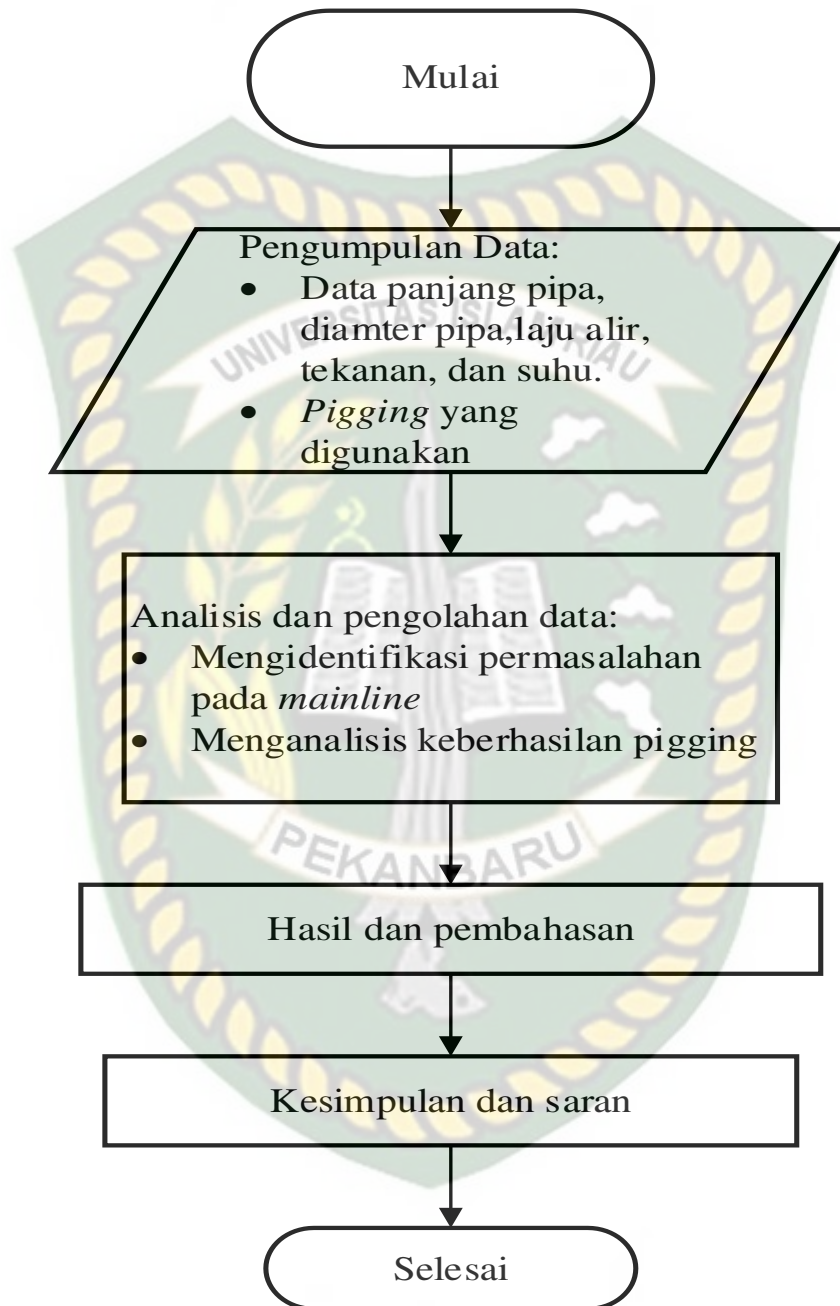 Mulai
Pengumpulan Data:
• Data panjang pipa,
diamter pipa,laju alir,
tekanan, dan suhu.
• Pigging yang
digunakan
UNIVERSITAS ISLAM RIAU
Analisis dan pengolahan data:
• Mengidentifikasi permasalahan
pada mainline
• Menganalisis keberhasilan pigging
PEKANBARU
Hasil dan pembahasan
Kesimpulan dan saran
Selesai